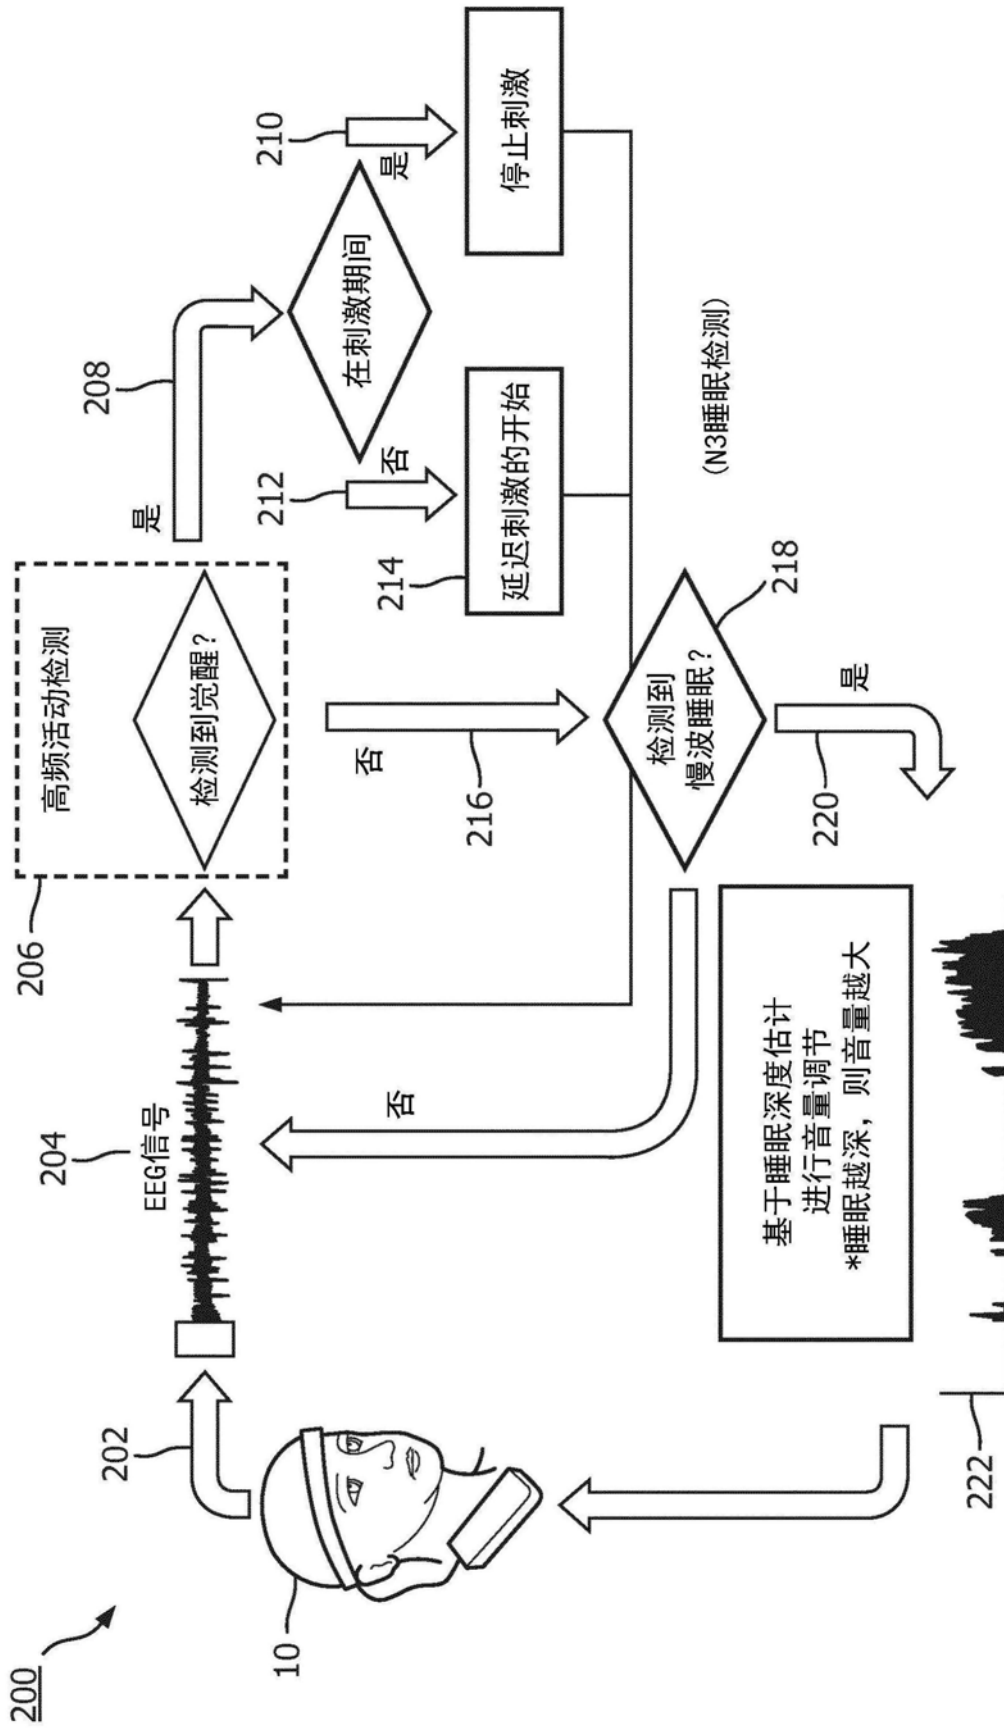 200
10
202
204
EEG信号
206
高频活动检测
检测到觉醒?
是
208
在刺激期间
210
是
停止刺激
212
否
214
延迟刺激的开始
否
216
检测到
慢波睡眠?
218
(N3睡眠检测)
否
220
是
基于睡眠深度估计
进行音量调节
*睡眠越深，则音量越大
222